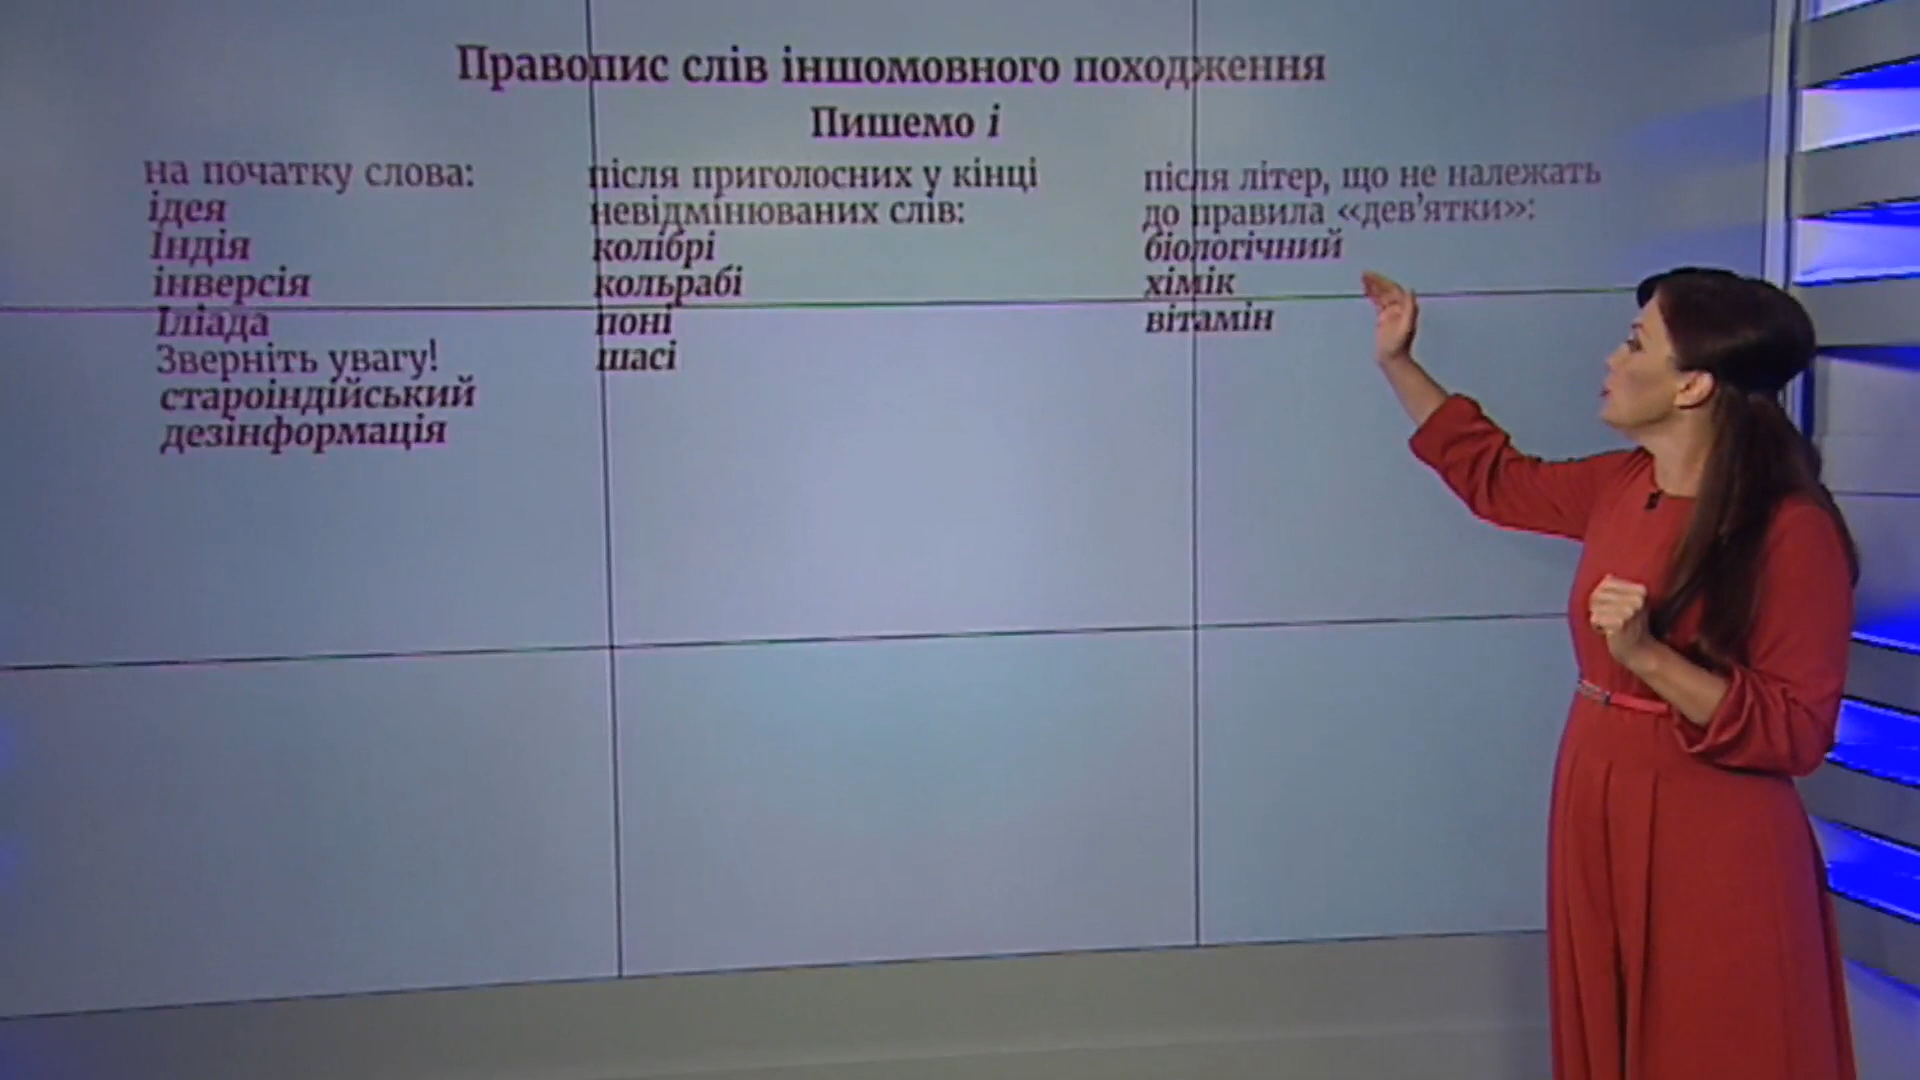 Правопис слів іншомовного походження
Пишемо і
на початку слова:
ідея
Індія
інверсія
Іліада
Зверніть увагу!
староіндійський
дезінформація
після приголосних у кінці
невідмінюваних слів:
колібрі
кольрабі
поні
шасі
після літер, що не належать
до правила «дев’ятки»:
біологічний
хімік
вітамін